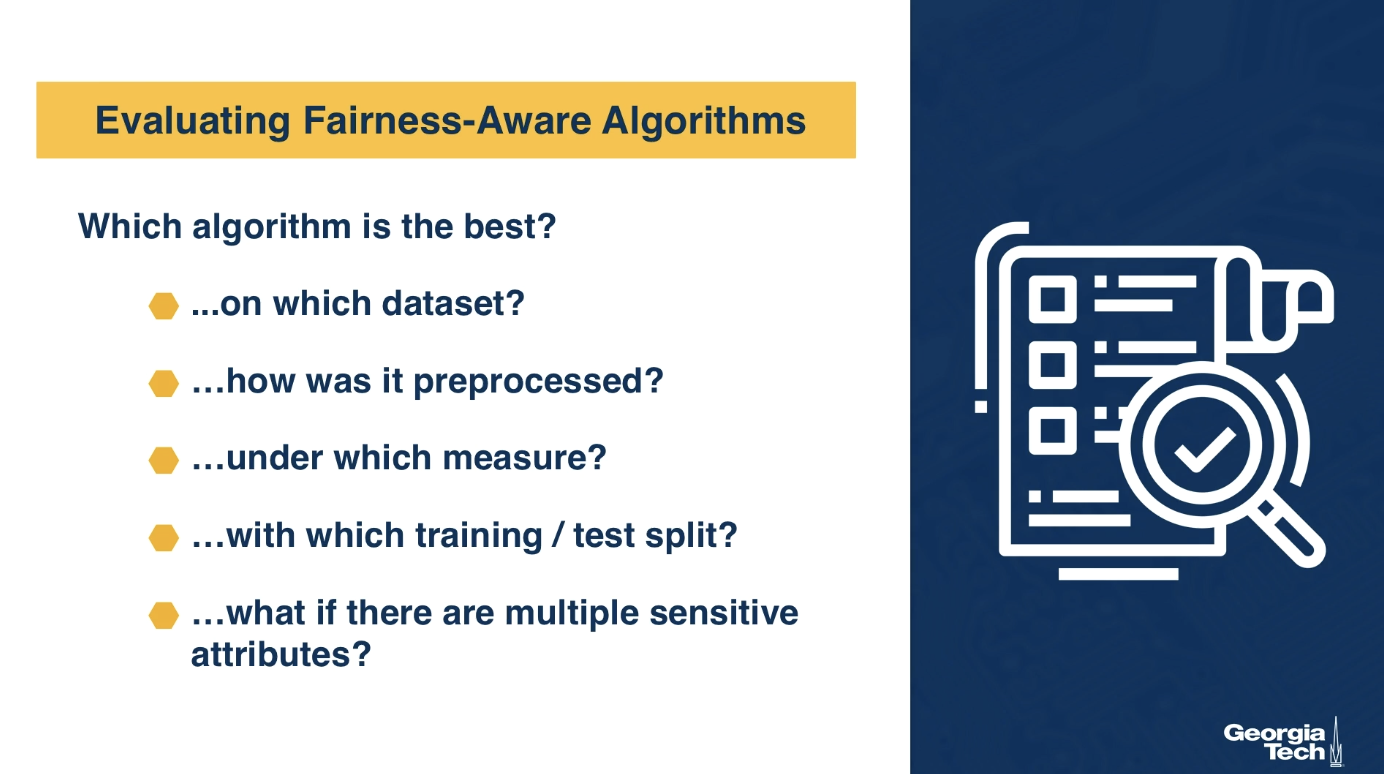 Evaluating Fairness-Aware Algorithms
Which algorithm is the best?
...on which dataset?
…how was it preprocessed?
…under which measure?
…with which training / test split?
…what if there are multiple sensitive
attributes?
Georgia
Tech